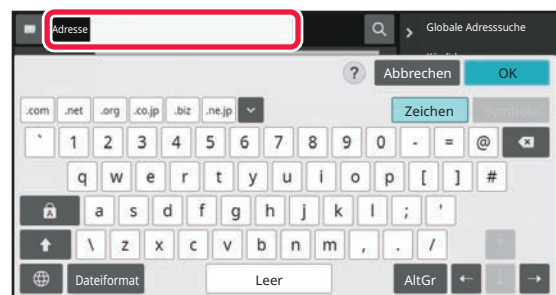 Adresse
Globale Adresssuche
? Abbrechen OK
.com .net .org .co.jp .biz .ne.jp Zeichen Symbole
` 1 2 3 4 5 6 7 8 9 0 - = @
q w e r t y u i o p [ ] #
A a s d f g h j k l ; '
\ z x c v b n m , . /
Dateiformat Leer AltGr ← ↓ →